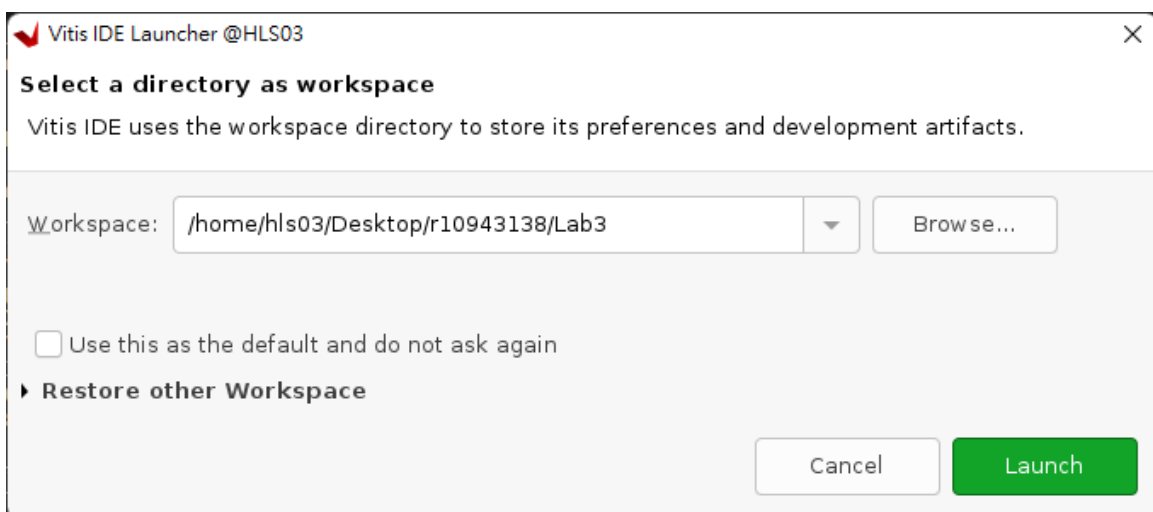 Vitis IDE Launcher @HLS03
Select a directory as workspace
Vitis IDE uses the workspace directory to store its preferences and development artifacts.
Workspace: /home/hls03/Desktop/r10943138/Lab3 Browse...
Use this as the default and do not ask again
Restore other Workspace
Cancel Launch